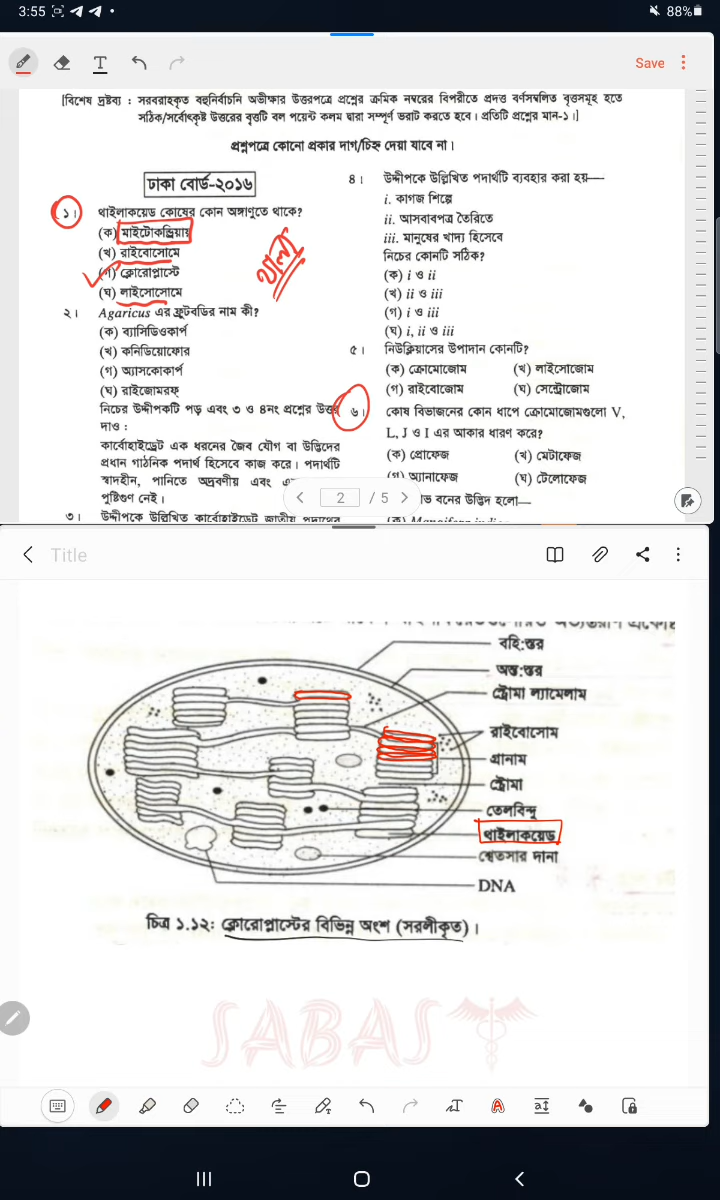 3:55
88%
Save
[বিশেষ দ্রষ্টব্য : সরবরাহকৃত বহুনির্বাচনি অভীক্ষার উত্তরপত্রে প্রশ্নের ক্রমিক নম্বরের বিপরীতে প্রদত্ত বর্ণসম্বলিত বৃত্তসমূহ হতে
সঠিক/সর্বোৎকৃষ্ট উত্তরের বৃত্তটি বল পয়েন্ট কলম দ্বারা সম্পূর্ণ ভরাট করতে হবে। প্রতিটি প্রশ্নের মান-১।]
প্রশ্নপত্রে কোনো প্রকার দাগ/চিহ্ন দেয়া যাবে না।
ঢাকা বোর্ড-২০১৬
১। থাইলাকয়েড কোষের কোন অঙ্গাণুতে থাকে?
(ক) মাইটোকন্ড্রিয়ায়
(খ) রাইবোসোমে
(গ) ক্লোরোপ্লাস্টে
(ঘ) লাইসোসোমে
২। Agaricus এর ফ্রুটবডির নাম কী?
(ক) ব্যাসিডিওকার্প
(খ) কনিডিয়োফোর
(গ) অ্যাসকোকার্প
(ঘ) রাইজোমরফ্
নিচের উদ্দীপকটি পড় এবং ৩ ও ৪নং প্রশ্নের উত্তর
দাও :
কার্বোহাইড্রেট এক ধরনের জৈব যৌগ যা উদ্ভিদের
প্রধান গাঠনিক পদার্থ হিসেবে কাজ করে। পদার্থটি
স্বাদহীন, পানিতে অদ্রবণীয় এবং
পুষ্টিগুণ নেই।
৩। উদ্দীপকে উল্লিখিত কার্বোহাইড্রেট জাতীয় পদার্থের
৪। উদ্দীপকে উল্লিখিত পদার্থটি ব্যবহার করা হয়—
i. কাগজ শিল্পে
ii. আসবাবপত্র তৈরিতে
iii. মানুষের খাদ্য হিসেবে
নিচের কোনটি সঠিক?
(ক) i ও ii
(খ) ii ও iii
(গ) i ও iii
(ঘ) i, ii ও iii
৫। নিউক্লিয়াসের উপাদান কোনটি?
(ক) ক্রোমোজোম (খ) লাইসোজোম
(গ) রাইবোজোম (ঘ) সেন্ট্রোজোম
৬। কোষ বিভাজনের কোন ধাপে ক্রোমোজোমগুলো V,
L, J ও I এর আকার ধারণ করে?
(ক) প্রোফেজ (খ) মেটাফেজ
(গ) অ্যানাফেজ (ঘ) টেলোফেজ
বনের উদ্ভিদ হলো—
(ক)
2 / 5
Title
বহি:স্তর
অন্ত:স্তর
স্ট্রোমা ল্যামেলাম
রাইবোসোম
গ্রানাম
স্ট্রোমা
তেলবিন্দু
থাইলাকয়েড
শ্বেতসার দানা
DNA
চিত্র ১.১২: ক্লোরোপ্লাস্টের বিভিন্ন অংশ (সরলীকৃত)।
SABAS